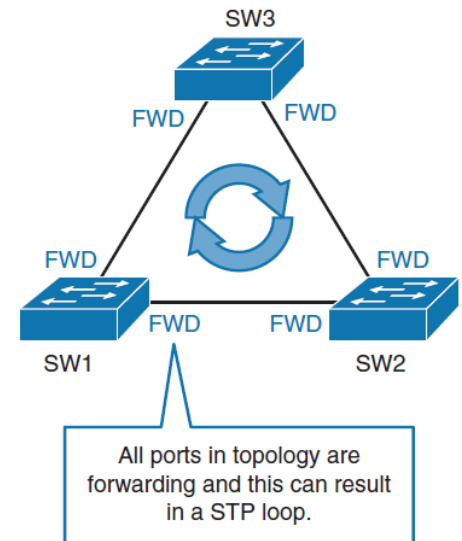 SW3
FWD FWD
FWD FWD
FWD FWD
SW1 SW2
All ports in topology are
forwarding and this can result
in a STP loop.